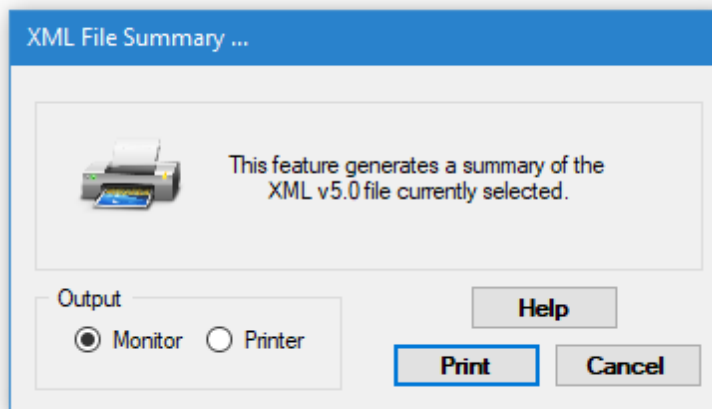 XML File Summary ...
This feature generates a summary of the
XML v5.0 file currently selected.
Output
Monitor
Printer
Help
Print
Cancel